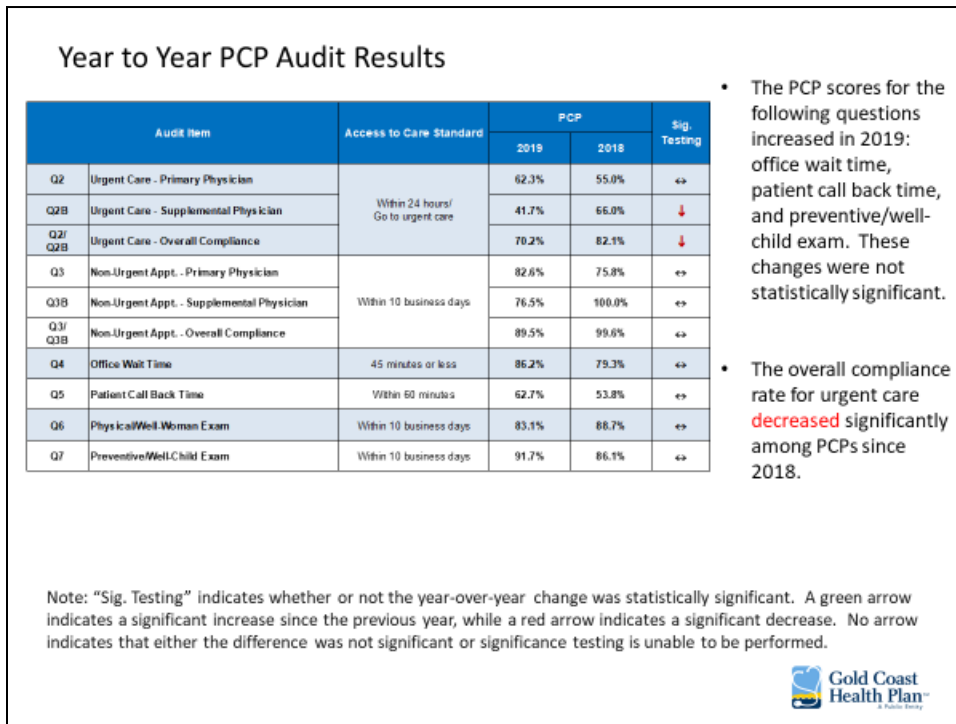 Year to Year PCP Audit Results
Audit Item Access to Care Standard PCP Sig. Testing
2019 2018
Q2 Urgent Care - Primary Physician Within 24 hours/ Go to urgent care 62.3% 55.0% ↔
Q2B Urgent Care - Supplemental Physician 41.7% 66.0% ↓
Q2/ Q2B Urgent Care - Overall Compliance 70.2% 82.1% ↓
Q3 Non-Urgent Appt. - Primary Physician Within 10 business days 82.6% 75.8% ↔
Q3B Non-Urgent Appt. - Supplemental Physician 76.5% 100.0% ↔
Q3/ Q3B Non-Urgent Appt. - Overall Compliance 89.5% 99.6% ↔
Q4 Office Wait Time 45 minutes or less 86.2% 79.3% ↔
Q5 Patient Call Back Time Within 60 minutes 62.7% 53.8% ↔
Q6 Physical/Well-Woman Exam Within 10 business days 83.1% 88.7% ↔
Q7 Preventive/Well-Child Exam Within 10 business days 91.7% 86.1% ↔
• The PCP scores for the
following questions
increased in 2019:
office wait time,
patient call back time,
and preventive/well-
child exam. These
changes were not
statistically significant.
• The overall compliance
rate for urgent care
decreased significantly
among PCPs since
2018.
Note: "Sig. Testing" indicates whether or not the year-over-year change was statistically significant. A green arrow
indicates a significant increase since the previous year, while a red arrow indicates a significant decrease. No arrow
indicates that either the difference was not significant or significance testing is unable to be performed.
Gold Coast
Health Plan™
A Public Entity